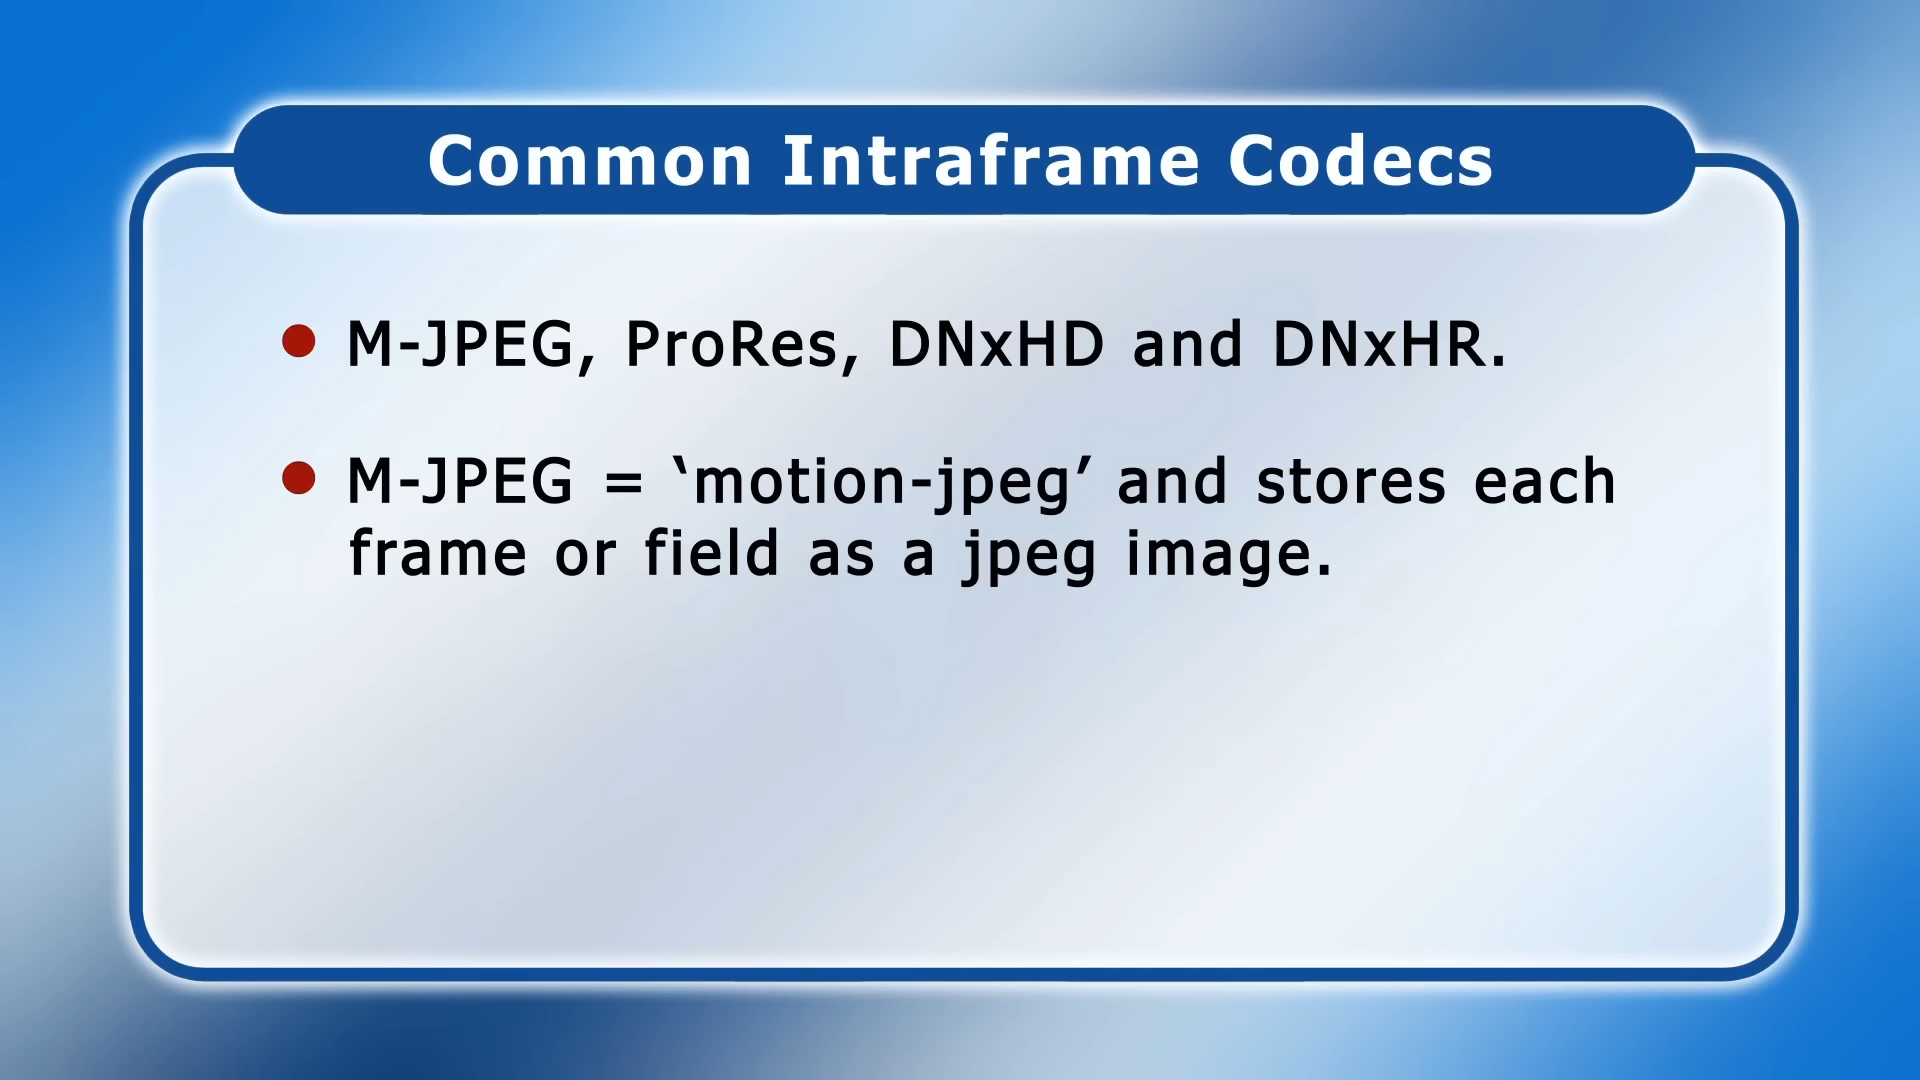 Common Intraframe Codecs
M-JPEG, ProRes, DNxHD and DNxHR.
M-JPEG = ‘motion-jpeg’ and stores each
frame or field as a jpeg image.